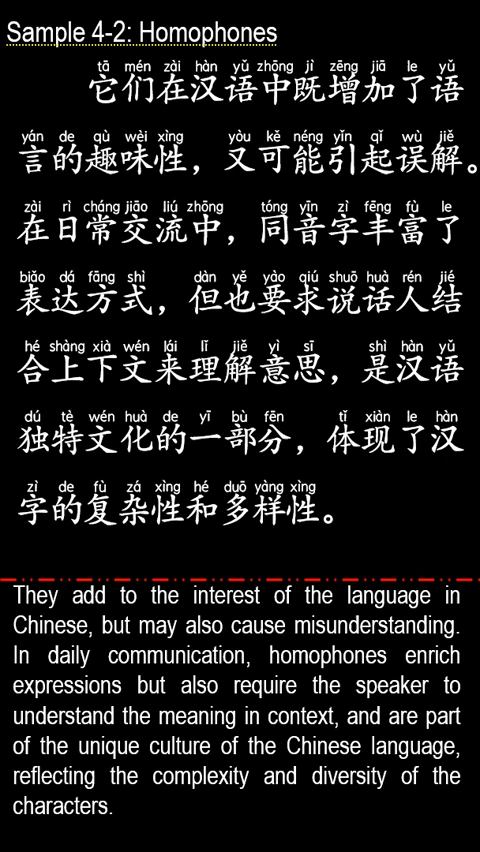 Sample 4-2: Homophones
tā mén zài hàn yǔ zhōng jì zēng jiā le yǔ
它们在汉语中既增加了语
yán de qù wèi xìng yòu kě néng yǐn qǐ wù jiě
言的趣味性，又可能引起误解。
zài rì cháng jiāo liú zhōng tóng yīn zì fēng fù le
在日常交流中，同音字丰富了
biǎo dá fāng shì dàn yě yào qiú shuō huà rén jié
表达方式，但也要求说话人结
hé shàng xià wén lái lǐ jiě yì sī shì hàn yǔ
合上下文来理解意思，是汉语
dú tè wén huà de yī bù fēn tǐ xiàn le hàn
独特文化的一部分，体现了汉
zì de fù zá xìng hé duō yàng xìng
字的复杂性和多样性。
They add to the interest of the language in
Chinese, but may also cause misunderstanding.
In daily communication, homophones enrich
expressions but also require the speaker to
understand the meaning in context, and are part
of the unique culture of the Chinese language,
reflecting the complexity and diversity of the
characters.